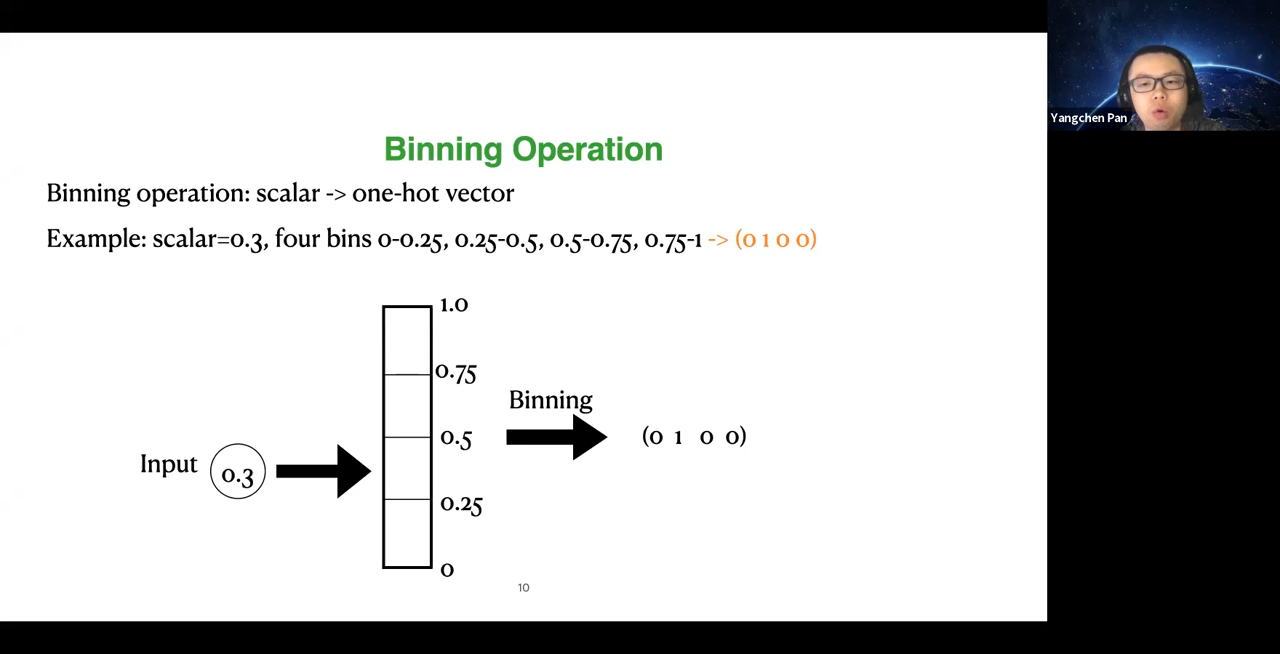 Yangchen Pan
Binning Operation
Binning operation: scalar -> one-hot vector
Example: scalar=0.3, four bins 0-0.25, 0.25-0.5, 0.5-0.75, 0.75-1 -> (0 1 0 0)
1.0
0.75
Binning
0.5
(0 1 0 0)
Input
0.3
0.25
0
10